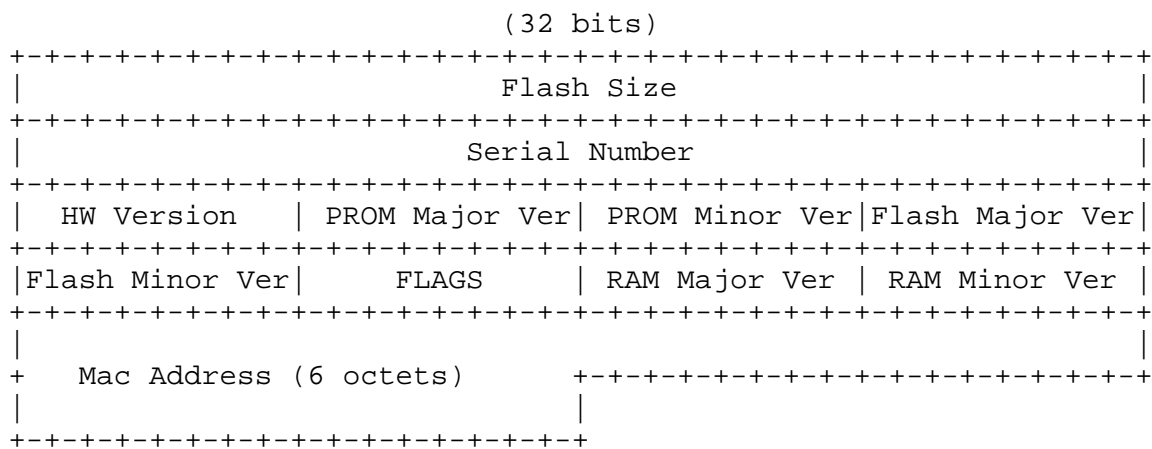 (32 bits)
+-+-+-+-+-+-+-+-+-+-+-+-+-+-+-+-+-+-+-+-+-+-+-+-+-+-+-+-+-+-+-+-+
|                           Flash Size                          |
+-+-+-+-+-+-+-+-+-+-+-+-+-+-+-+-+-+-+-+-+-+-+-+-+-+-+-+-+-+-+-+-+
|                         Serial Number                         |
+-+-+-+-+-+-+-+-+-+-+-+-+-+-+-+-+-+-+-+-+-+-+-+-+-+-+-+-+-+-+-+-+
|  HW Version   | PROM Major Ver| PROM Minor Ver|Flash Major Ver|
+-+-+-+-+-+-+-+-+-+-+-+-+-+-+-+-+-+-+-+-+-+-+-+-+-+-+-+-+-+-+-+-+
|Flash Minor Ver|     FLAGS     | RAM Major Ver | RAM Minor Ver |
+-+-+-+-+-+-+-+-+-+-+-+-+-+-+-+-+-+-+-+-+-+-+-+-+-+-+-+-+-+-+-+-+
|                                                               |
+   Mac Address (6 octets)      +-+-+-+-+-+-+-+-+-+-+-+-+-+-+-+-+
|                               |
+-+-+-+-+-+-+-+-+-+-+-+-+-+-+-+-+